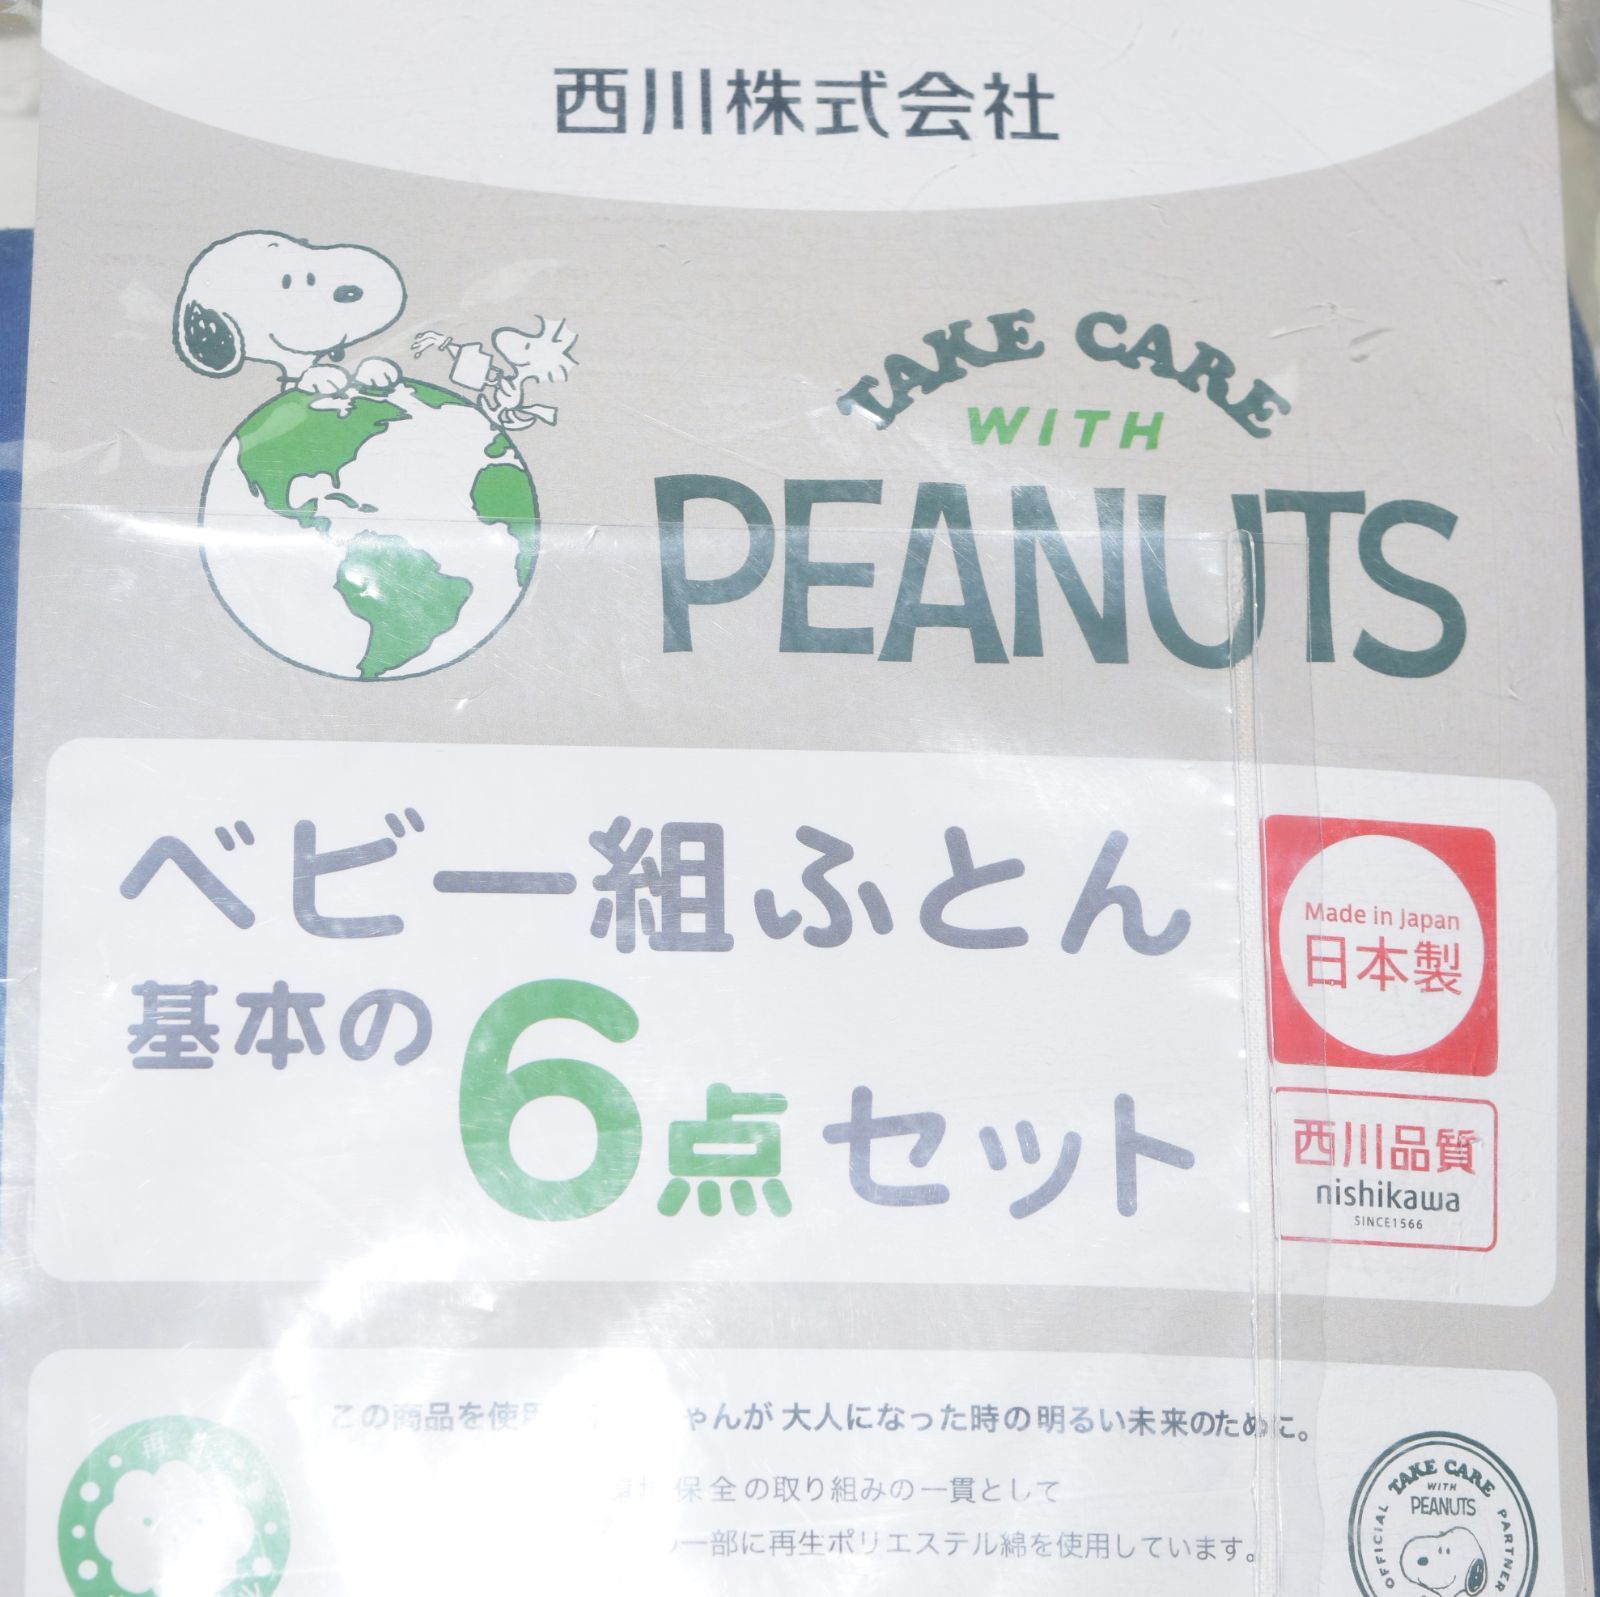 西川株式会社
TAKE CARE
WITH
PEANUTS
ベビー組ふとん
基本の6点セット
Made in Japan
日本製
西川品質
nishikawa
SINCE1566
この商品を使用 ゃんが大人になった時の明るい未来のために。
保全の取り組みの一貫として
一部に再生ポリエステル綿を使用しています。
再生
TAKE CARE
WITH
PEANUTS
OFFICIAL PARTNER